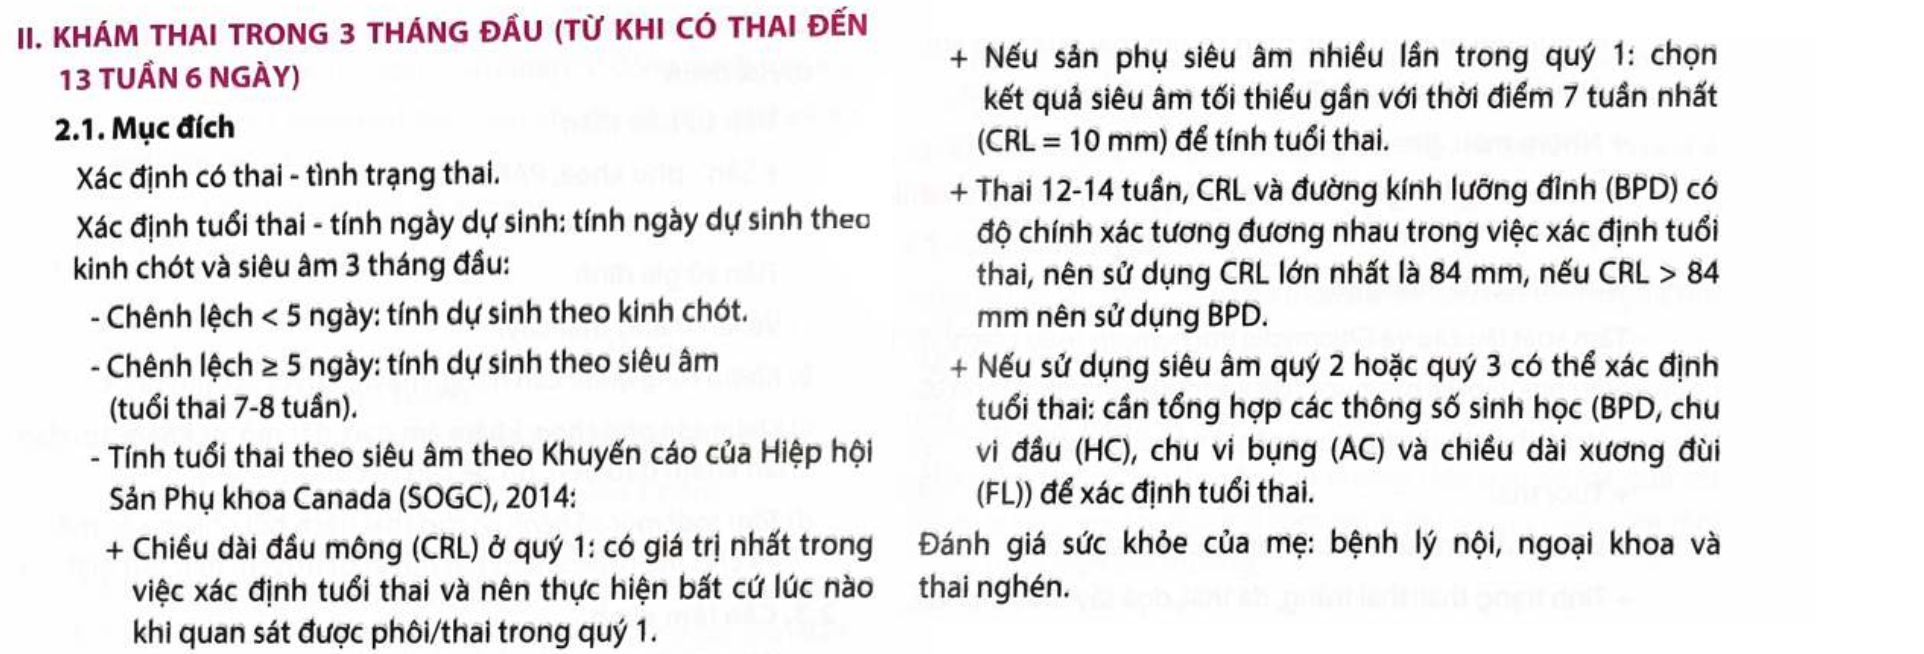 II. KHÁM THAI TRONG 3 THÁNG ĐẦU (TỪ KHI CÓ THAI ĐẾN
13 TUẦN 6 NGÀY)
2.1. Mục đích
Xác định có thai - tình trạng thai.
Xác định tuổi thai - tính ngày dự sinh: tính ngày dự sinh theo
kinh chót và siêu âm 3 tháng đầu:
- Chênh lệch < 5 ngày: tính dự sinh theo kinh chót.
- Chênh lệch ≥ 5 ngày: tính dự sinh theo siêu âm
(tuổi thai 7-8 tuần).
- Tính tuổi thai theo siêu âm theo Khuyến cáo của Hiệp hội
Sản Phụ khoa Canada (SOGC), 2014:
+ Chiều dài đầu mông (CRL) ở quý 1: có giá trị nhất trong
việc xác định tuổi thai và nên thực hiện bất cứ lúc nào
khi quan sát được phôi/thai trong quý 1.
+ Nếu sản phụ siêu âm nhiều lần trong quý 1: chọn
kết quả siêu âm tối thiểu gần với thời điểm 7 tuần nhất
(CRL = 10 mm) để tính tuổi thai.
+ Thai 12-14 tuần, CRL và đường kính lưỡng đỉnh (BPD) có
độ chính xác tương đương nhau trong việc xác định tuổi
thai, nên sử dụng CRL lớn nhất là 84 mm, nếu CRL > 84
mm nên sử dụng BPD.
+ Nếu sử dụng siêu âm quý 2 hoặc quý 3 có thể xác định
tuổi thai: cần tổng hợp các thông số sinh học (BPD, chu
vi đầu (HC), chu vi bụng (AC) và chiều dài xương đùi
(FL)) để xác định tuổi thai.
Đánh giá sức khỏe của mẹ: bệnh lý nội, ngoại khoa và
thai nghén.